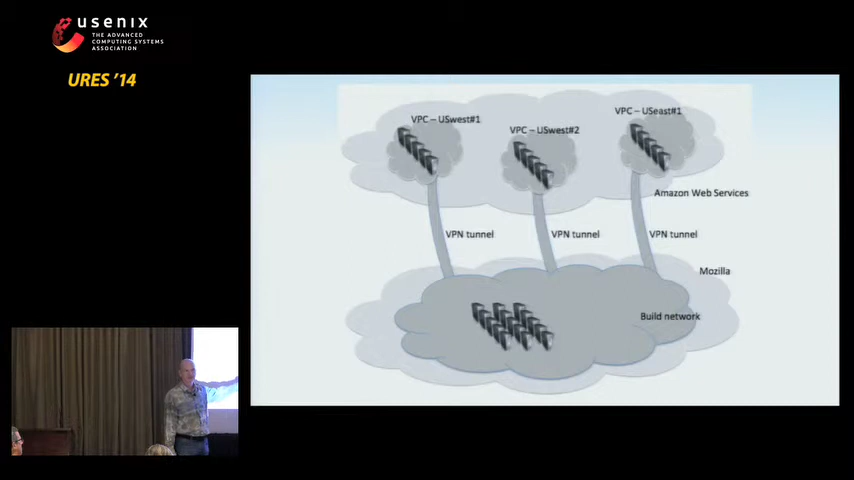 usenix
THE ADVANCED
COMPUTING SYSTEMS
ASSOCIATION
URES '14
VPC – USwest#1
VPC – USwest#2
VPC – USeast#1
Amazon Web Services
VPN tunnel
VPN tunnel
VPN tunnel
Mozilla
Build network